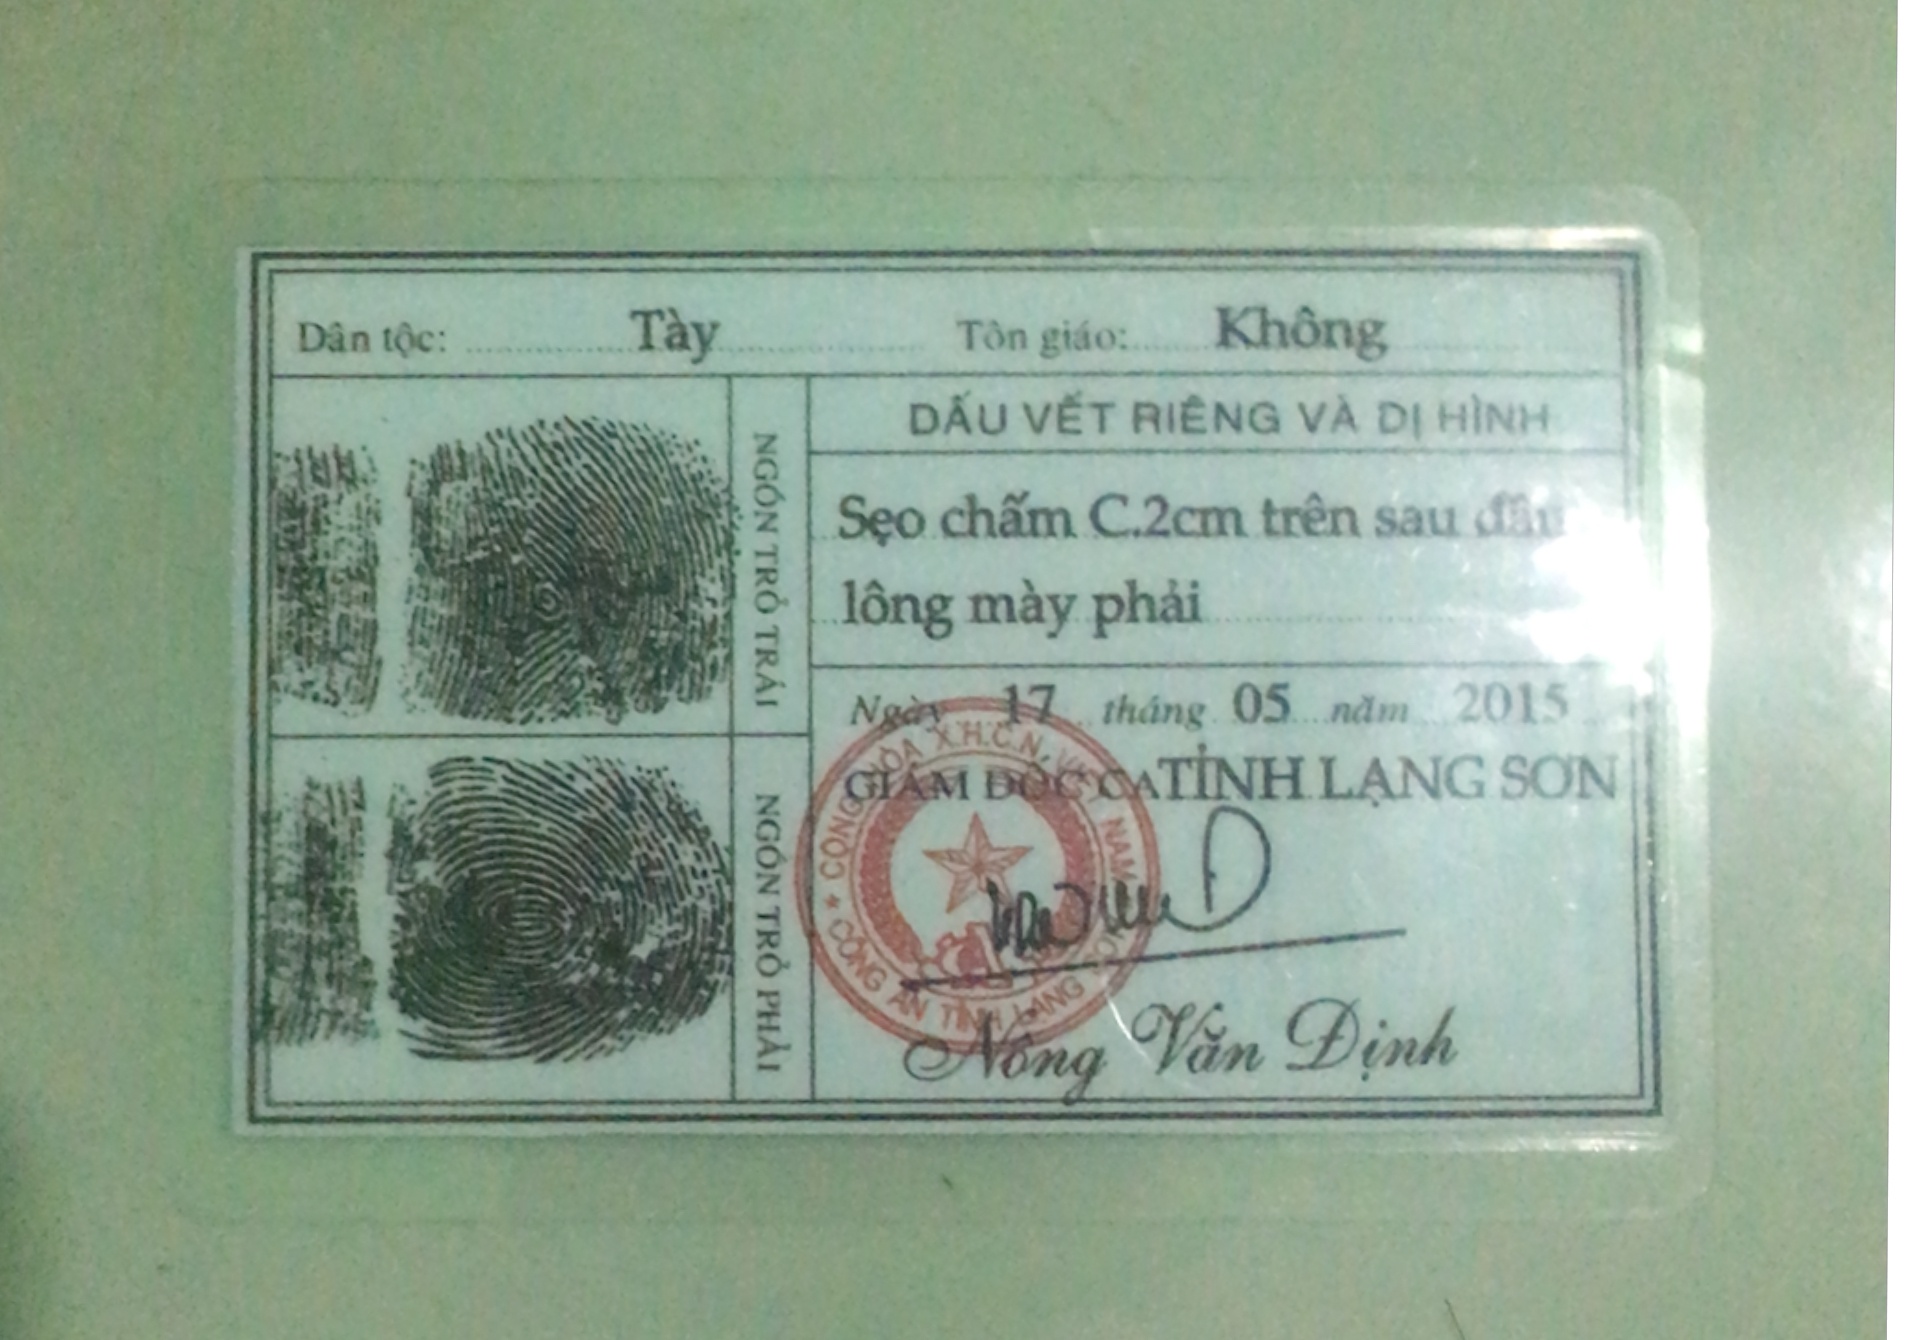 Dân tộc: Tày Tôn giáo: Không
NGÓN TRỎ TRÁI
DẤU VẾT RIÊNG VÀ DỊ HÌNH
Sẹo chấm C.2cm trên sau đầu
lông mày phải
Ngày 17 tháng 05 năm 2015
GIÁM ĐỐC CA TỈNH LẠNG SƠN
NGÓN TRỎ PHẢI
CỘNG HÒA X.H.C.N. VIỆT NAM
★ CÔNG AN TỈNH LẠNG SƠN
Nông Văn Định